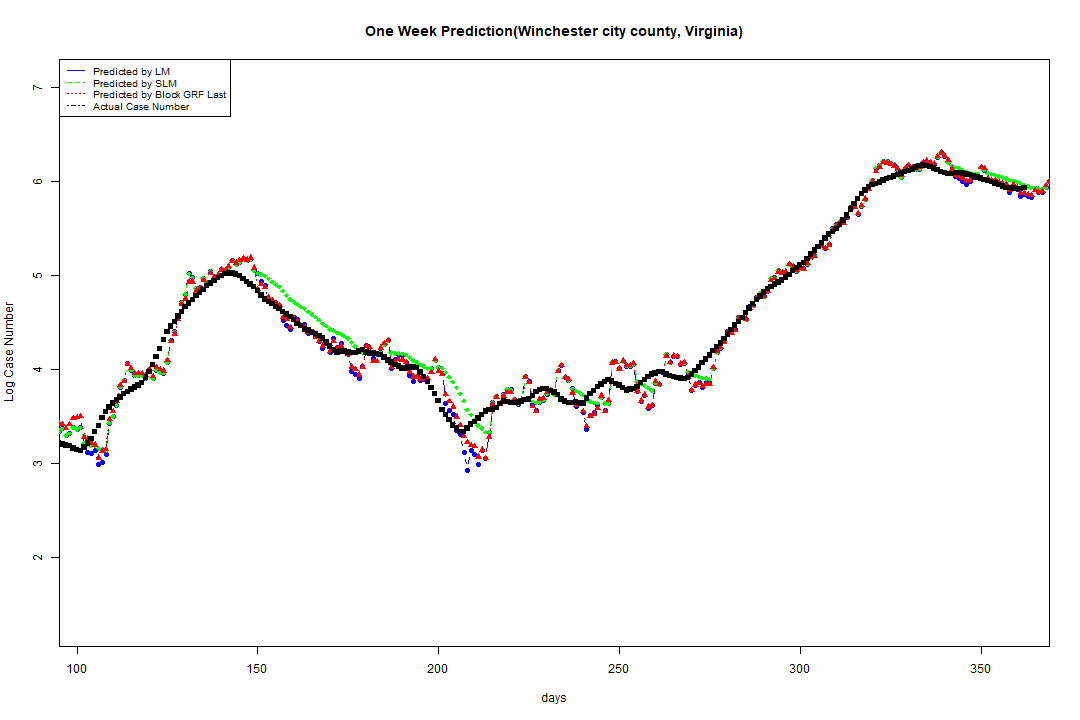 One Week Prediction(Winchester city county, Virginia)
Predicted by LM
Predicted by SLM
Predicted by Block GRF Last
Actual Case Number
7
6
5
4
3
2
Log Case Number
100 150 200 250 300 350
days